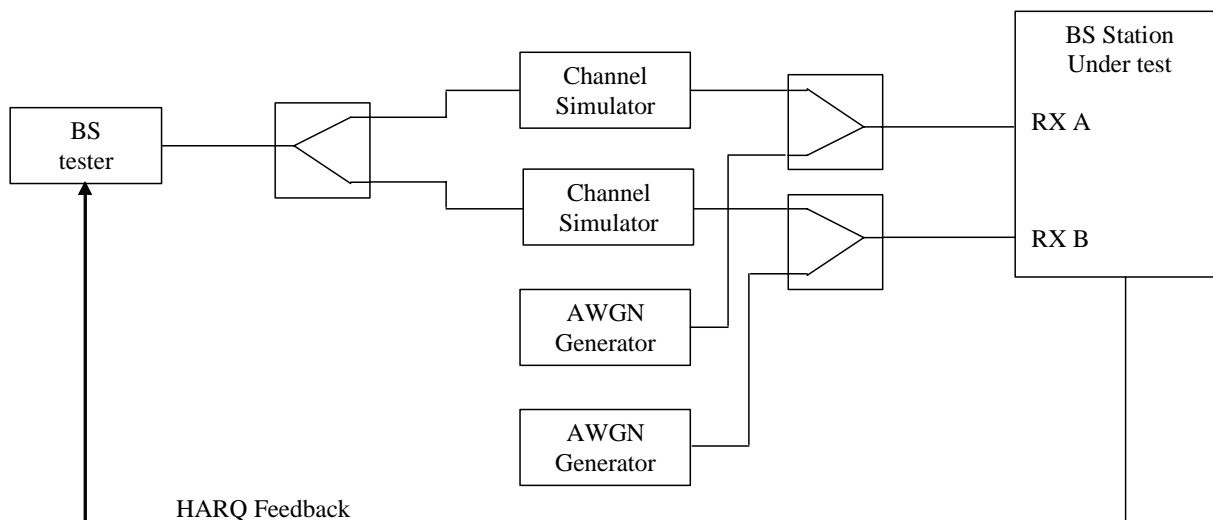 BS
tester
Channel
Simulator
Channel
Simulator
AWGN
Generator
AWGN
Generator
BS Station
Under test
RX A
RX B
HARQ Feedback